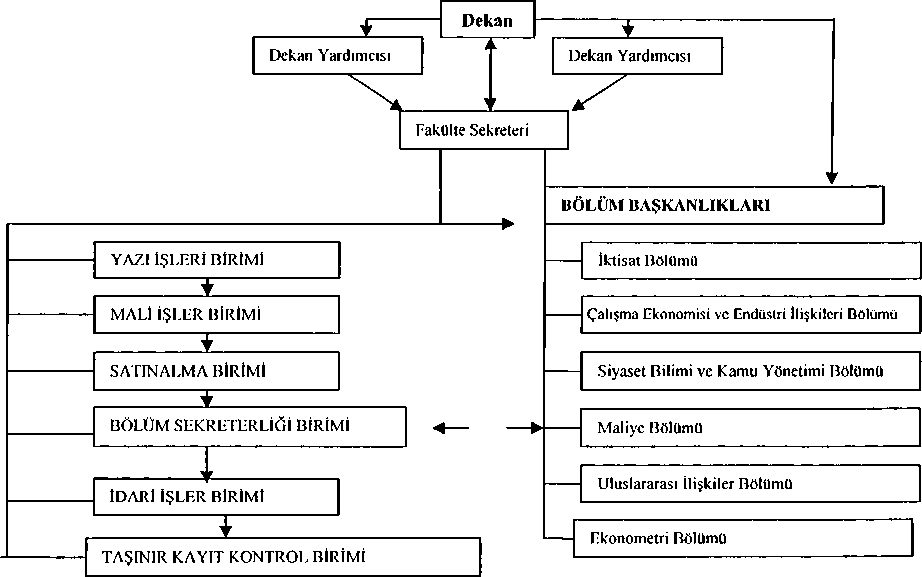 Dekan
Dekan Yardımcısı
Dekan Yardımcısı
Fakülte Sekreteri
BÖLÜM BAŞKANLIKLARI
YAZI İŞLERİ BİRİMİ
MALİ İŞLER BİRİMİ
SATINALMA BİRİMİ
BÖLÜM SEKRETERLİĞİ BİRİMİ
İDARİ İŞLER BİRİMİ
TAŞINIR KAYIT KONTROL BİRİMİ
İktisat Bölümü
Çalışma Ekonomisi ve Endüstri İlişkileri Bölümü
Siyaset Bilimi ve Kamu Yönetimi Bölümü
Maliye Bölümü
Uluslararası İlişkiler Bölümü
Ekonometri Bölümü